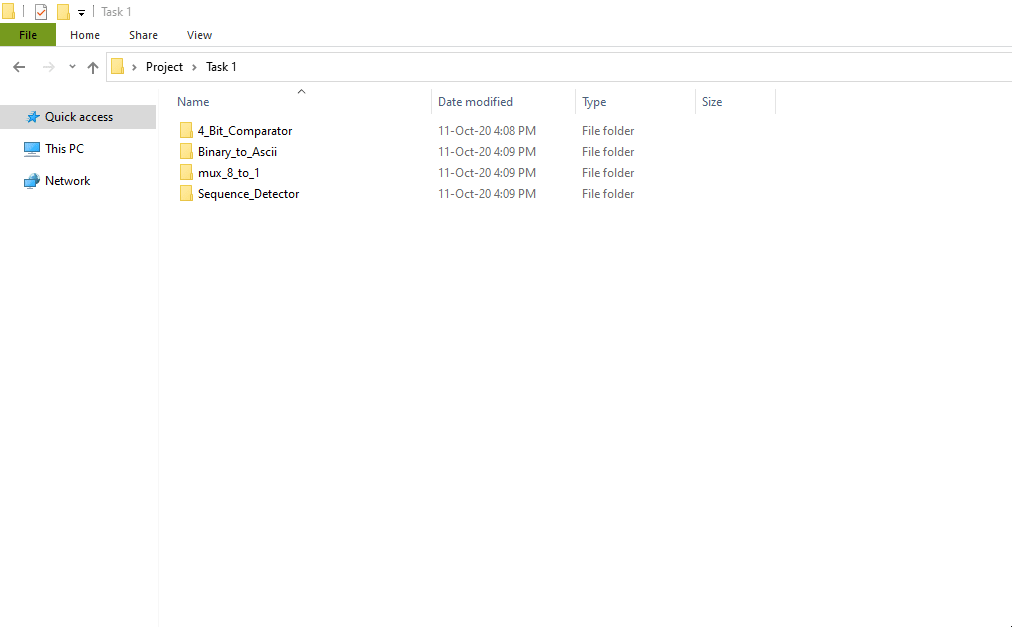 Task 1
File Home Share View
Project Task 1
Name Date modified Type Size
Quick access
This PC
Network
4_Bit_Comparator 11-Oct-20 4:08 PM File folder
Binary_to_Ascii 11-Oct-20 4:09 PM File folder
mux_8_to_1 11-Oct-20 4:09 PM File folder
Sequence_Detector 11-Oct-20 4:09 PM File folder